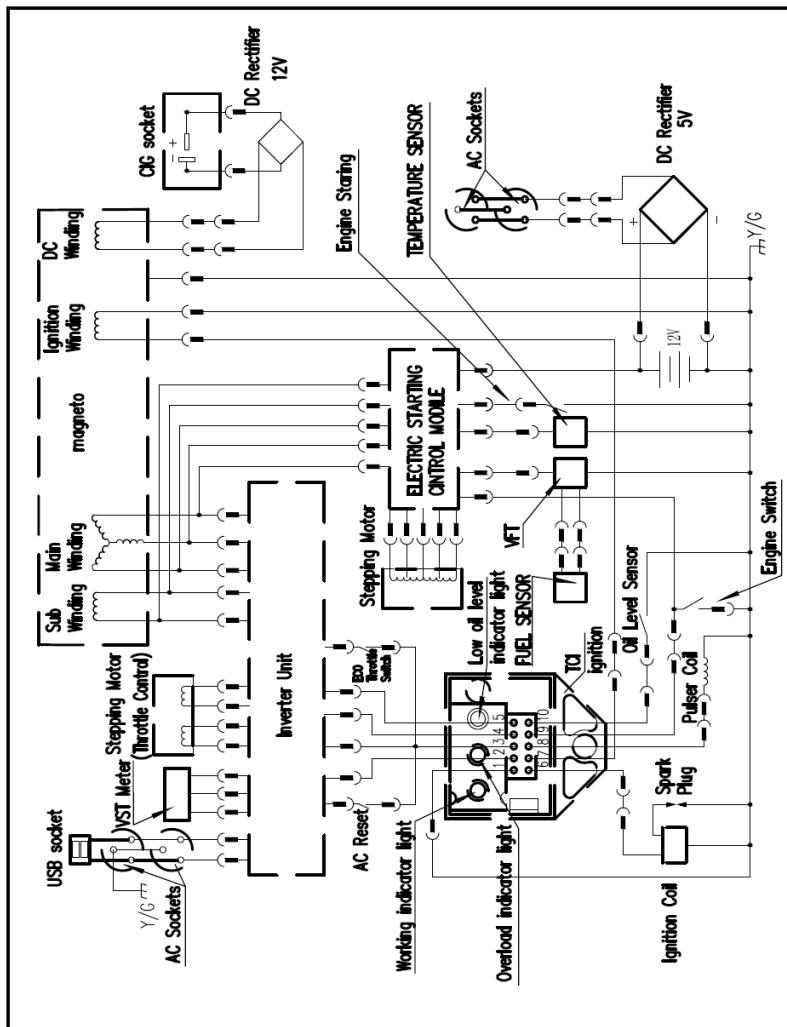 USB socket
Y/G
AC Sockets
VST Meter
Stepping Motor
(Throttle Control)
Sub
Winding
Main
Winding
magneto
Ignition
Winding
DC
Winding
CIG socket
- +
DC Rectifier
12V
Inverter Unit
AC Reset
ECO
Throttle
Switch
Stepping Motor
ELECTRIC STARTING
CINTROL MODILE
Engine Staring
TEMPERATURE SENSOR
AC Sockets
DC Rectifier
5V
+
-
Y/G
12V
Working indicator light
Overload indicator light
Low oil level
indicator light
FUEL SENSOR
VFT
1 2 3 4 5
6 7 8 9 10
TCI
ignition
Oil Level Sensor
Engine Switch
Pulser Coil
Spark
Plug
Ignition Coil